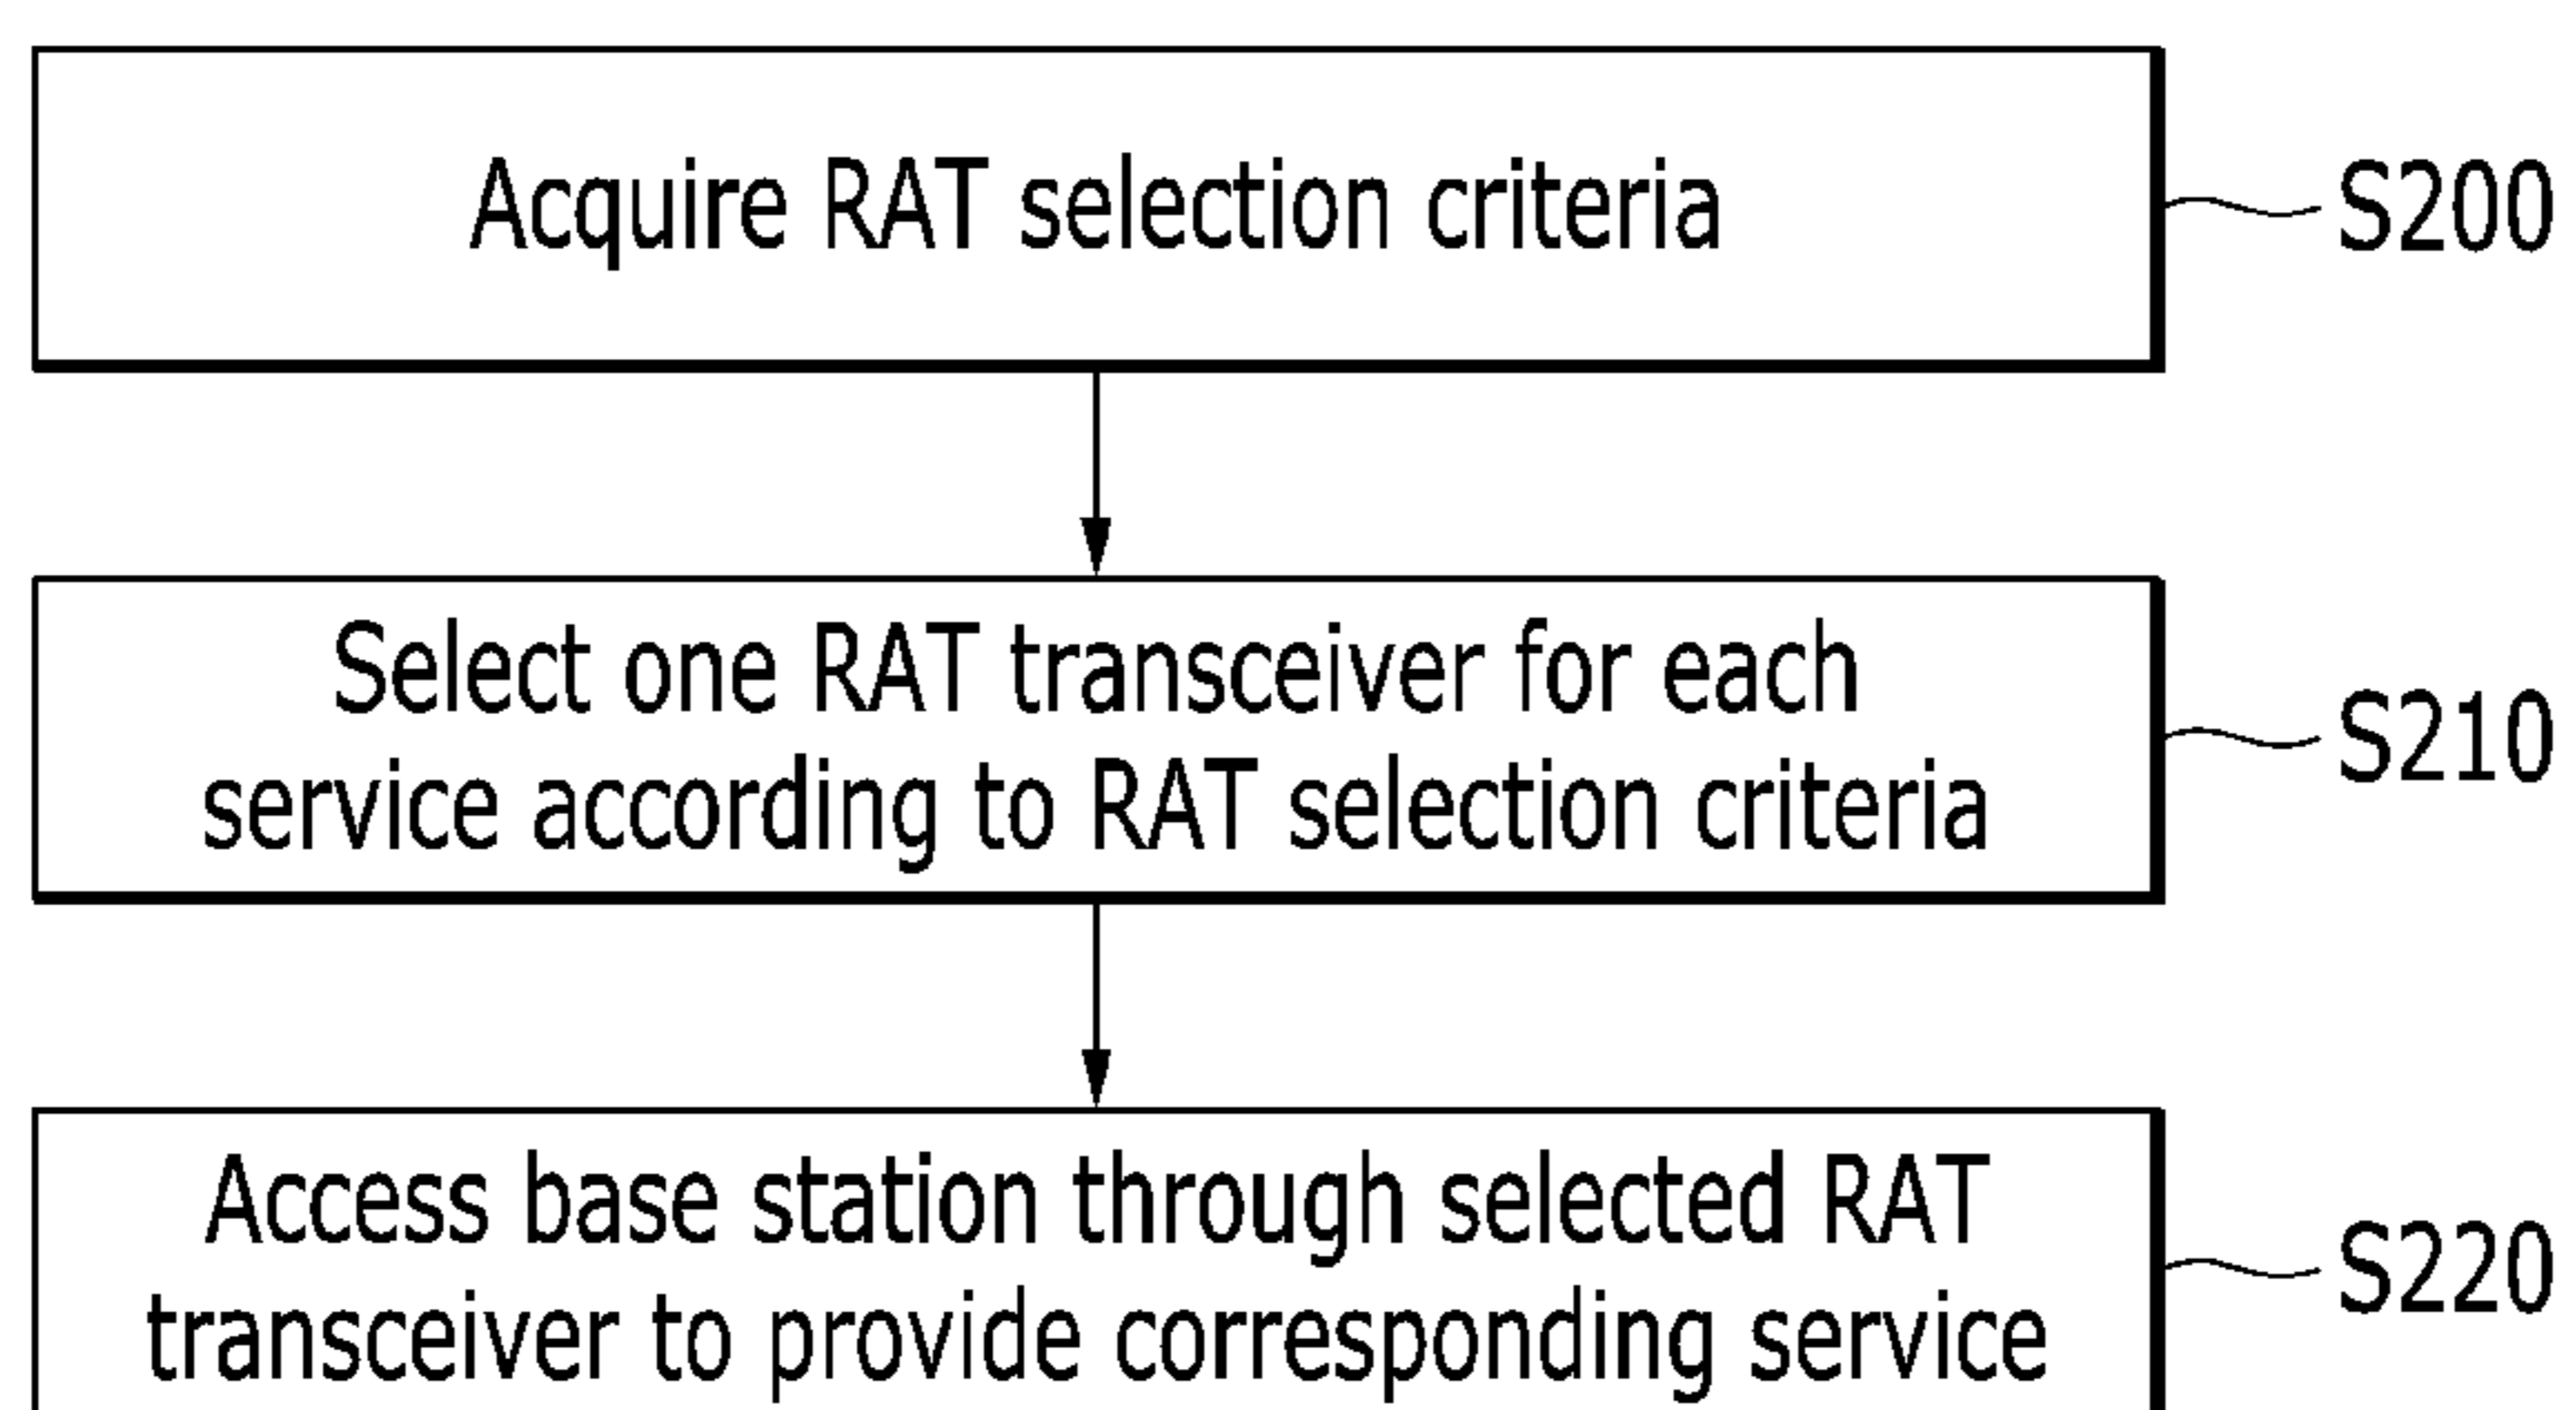 Acquire RAT selection criteria
S200
Select one RAT transceiver for each
service according to RAT selection criteria
S210
Access base station through selected RAT
transceiver to provide corresponding service
S220